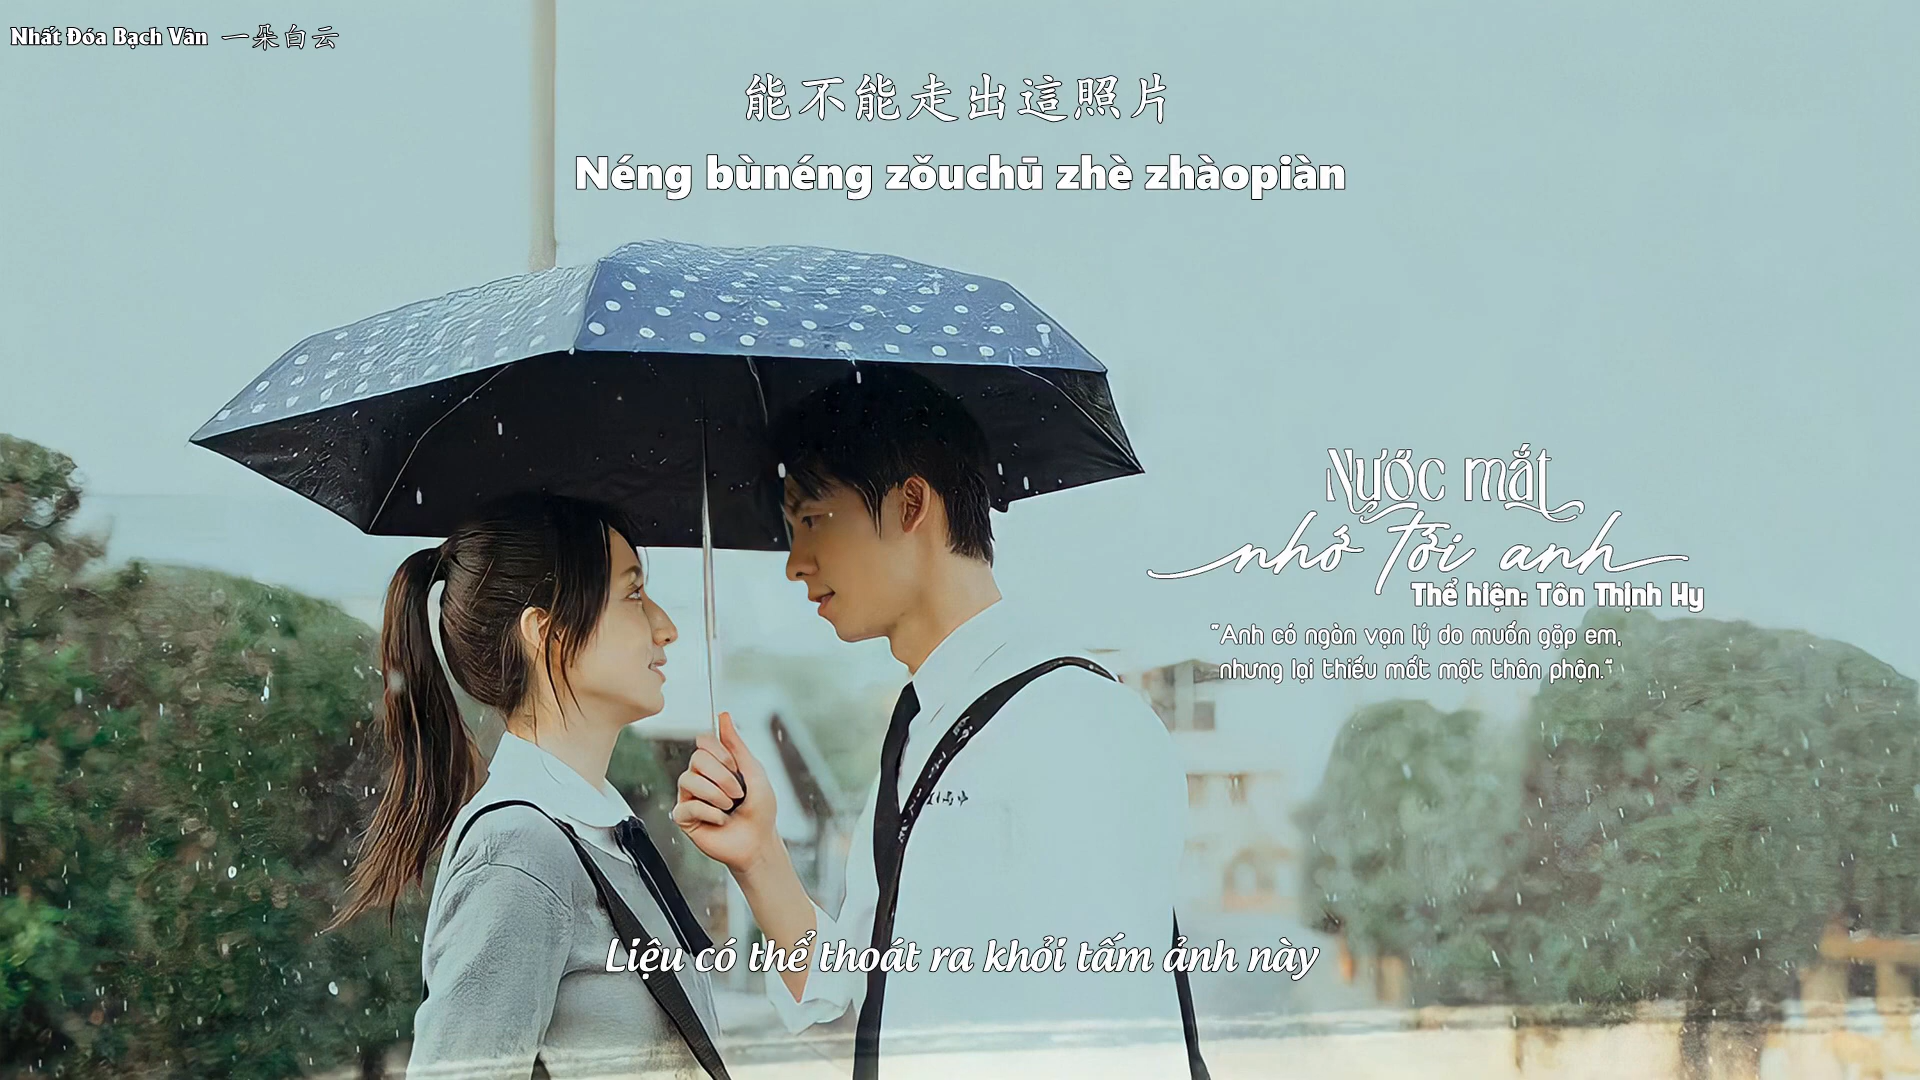 Nhất Đóa Bạch Vân 一朵白云
能不能走出這照片
Néng bùnéng zǒuchū zhè zhàopiàn
Nước mắt
nhớ tới anh
Thể hiện: Tôn Thịnh Hy
"Anh có ngàn vạn lý do muốn gặp em,
nhưng lại thiếu mất một thân phận."
Liệu có thể thoát ra khỏi tấm ảnh này